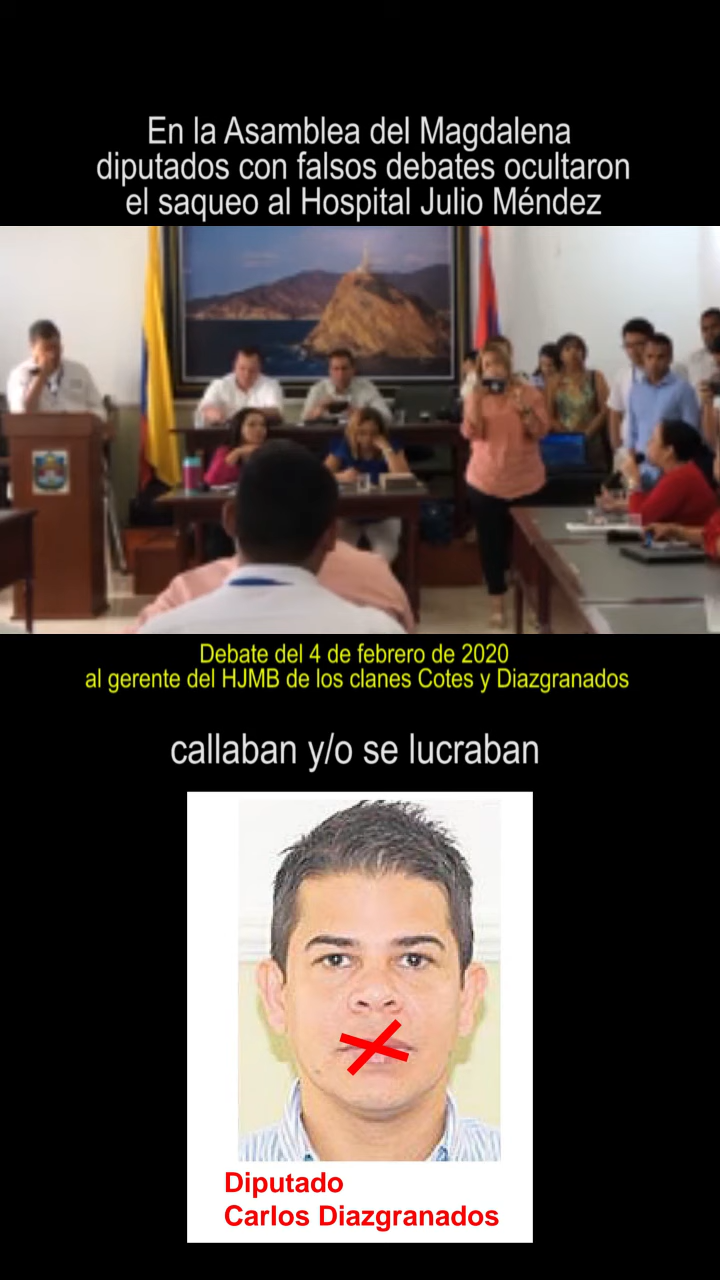 En la Asamblea del Magdalena
diputados con falsos debates ocultaron
el saqueo al Hospital Julio Méndez
Debate del 4 de febrero de 2020
al gerente del HJMB de los clanes Cotes y Diazgranados
callaban y/o se lucraban
Diputado
Carlos Diazgranados